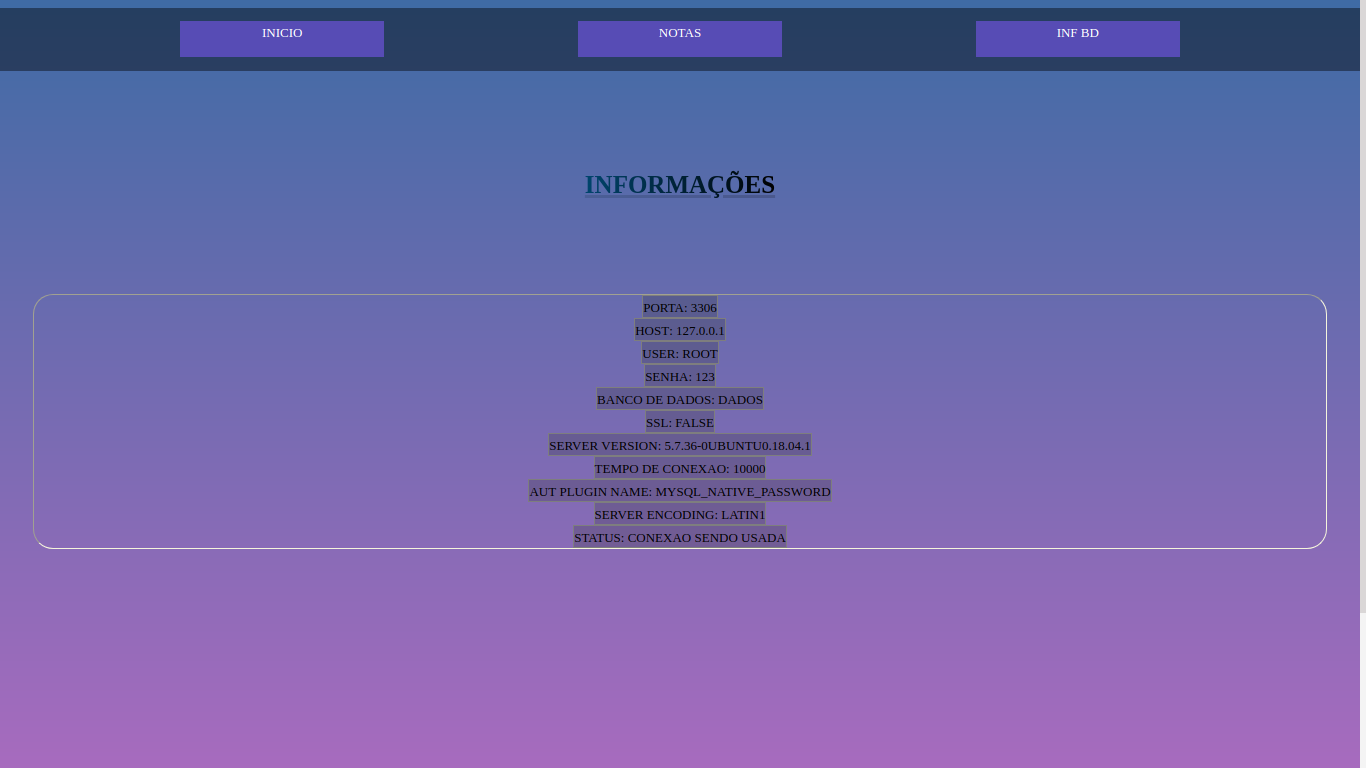 INICIO NOTAS INF BD
INFORMAÇÕES
PORTA: 3306
HOST: 127.0.0.1
USER: ROOT
SENHA: 123
BANCO DE DADOS: DADOS
SSL: FALSE
SERVER VERSION: 5.7.36-0UBUNTU0.18.04.1
TEMPO DE CONEXAO: 10000
AUT PLUGIN NAME: MYSQL_NATIVE_PASSWORD
SERVER ENCODING: LATIN1
STATUS: CONEXAO SENDO USADA